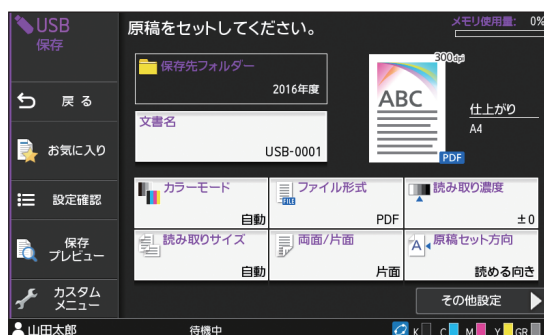 USB
保存
原稿をセットしてください。
メモリ使用量: 0%
戻る
お気に入り
設定確認
保存
プレビュー
カスタム
メニュー
保存先フォルダー
2016年度
文書名
USB-0001
300dpi
ABC
PDF
仕上がり
A4
カラーモード
自動
ファイル形式
FILE
PDF
読み取り濃度
±0
読み取りサイズ
自動
両面/片面
片面
A
原稿セット方向
読める向き
その他設定
山田太郎
待機中
K C M Y GR